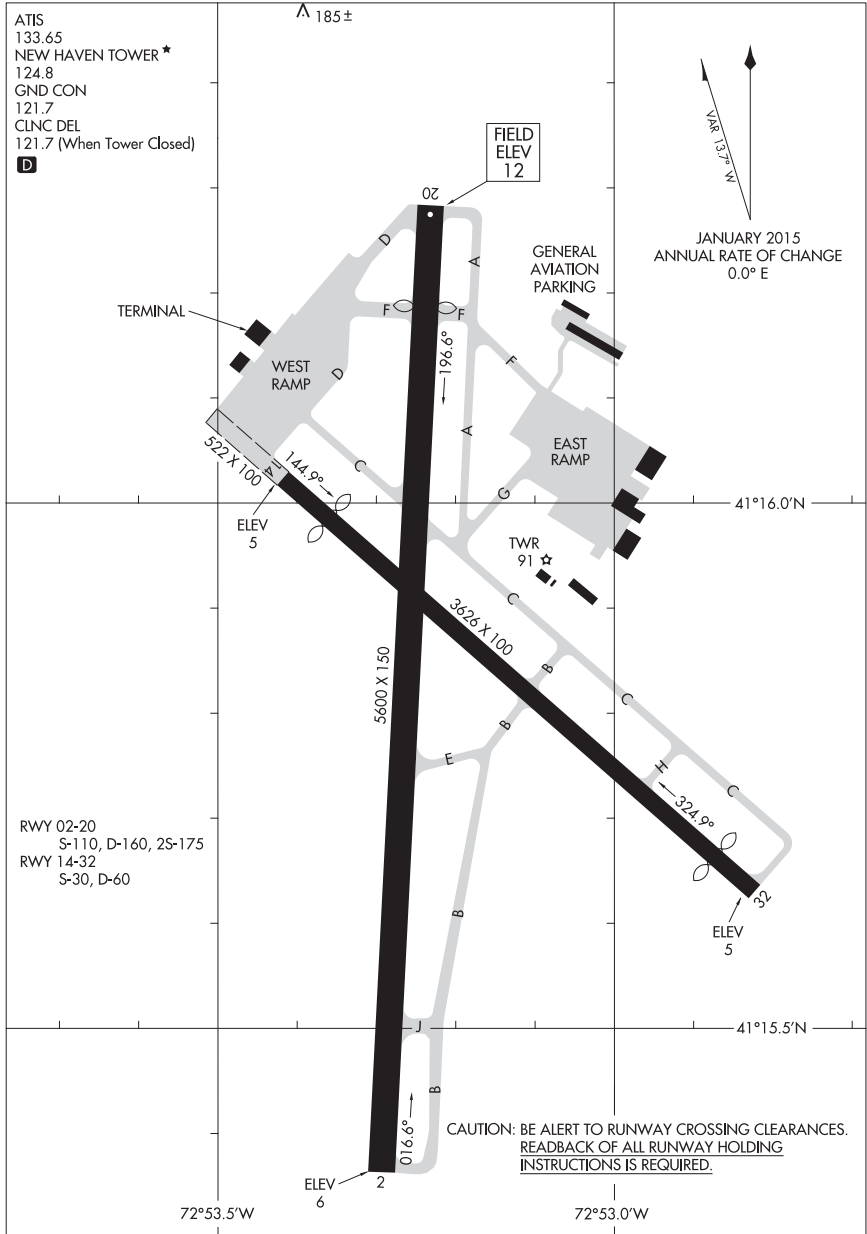 ATIS
133.65
NEW HAVEN TOWER ★
124.8
GND CON
121.7
CLNC DEL
121.7 (When Tower Closed)
D
185 ±
FIELD
ELEV
12
VAR 13.7° W
JANUARY 2015
ANNUAL RATE OF CHANGE
0.0° E
20
D
A
GENERAL
AVIATION
PARKING
TERMINAL
F
F
196.6°
F
WEST
RAMP
D
A
EAST
RAMP
522 X 100
14
144.9°
C
G
41°16.0'N
ELEV
5
TWR
91
C
3626 X 100
5600 X 150
B
B
E
C
H
C
324.9°
RWY 02-20
S-110, D-160, 2S-175
RWY 14-32
S-30, D-60
32
ELEV
5
B
J
41°15.5'N
B
016.6°
CAUTION: BE ALERT TO RUNWAY CROSSING CLEARANCES.
READBACK OF ALL RUNWAY HOLDING
INSTRUCTIONS IS REQUIRED.
2
ELEV
6
72°53.5'W
72°53.0'W